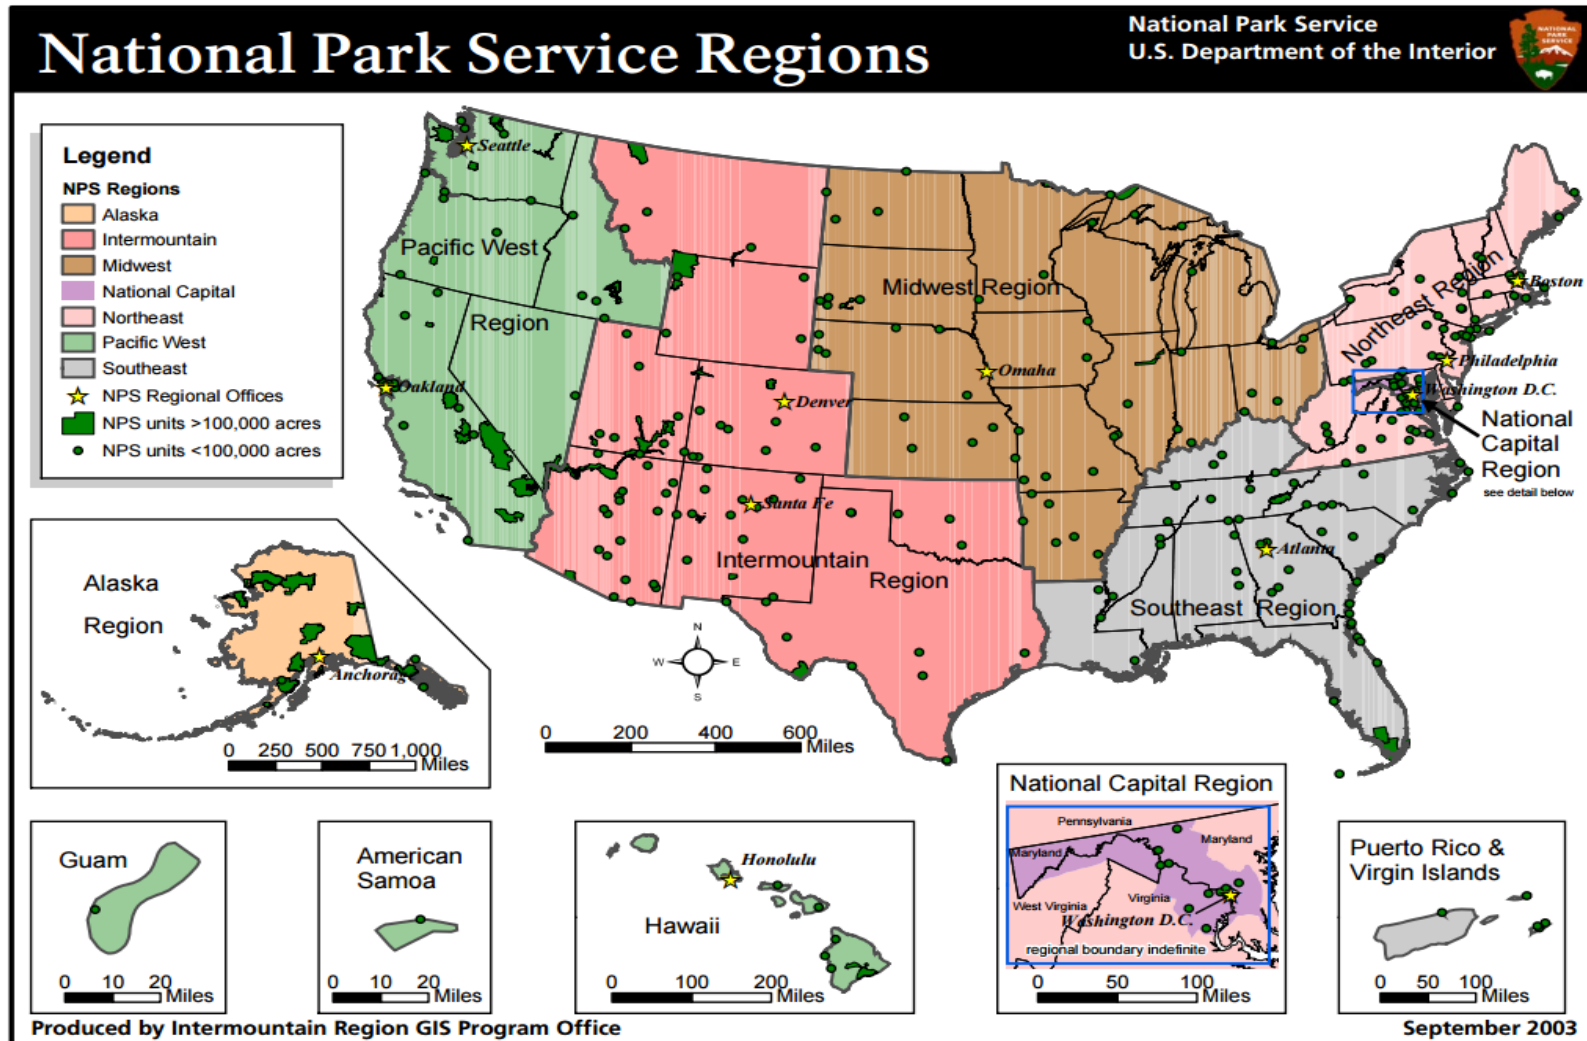 National Park Service Regions
National Park Service
U.S. Department of the Interior
NATIONAL
PARK
SERVICE
Legend
NPS Regions
Alaska
Intermountain
Midwest
National Capital
Northeast
Pacific West
Southeast
NPS Regional Offices
NPS units >100,000 acres
NPS units <100,000 acres
Seattle
Pacific West
Region
Oakland
Midwest Region
Omaha
Denver
Santa Fe
Intermountain
Region
Northeast Region
Boston
Philadelphia
Washington D.C.
National
Capital
Region
see detail below
Atlanta
Southeast Region
N
W
E
S
0 200 400 600
Miles
Alaska
Region
Anchorag
0 250 500 750 1,000
Miles
Guam
0 10 20
Miles
American
Samoa
0 10 20
Miles
Honolulu
Hawaii
0 100 200
Miles
National Capital Region
Pennsylvania
Maryland
Maryland
West Virginia
Virginia
Washington D.C.
regional boundary indefinite
0 50 100
Miles
Puerto Rico &
Virgin Islands
0 50 100
Miles
Produced by Intermountain Region GIS Program Office
September 2003